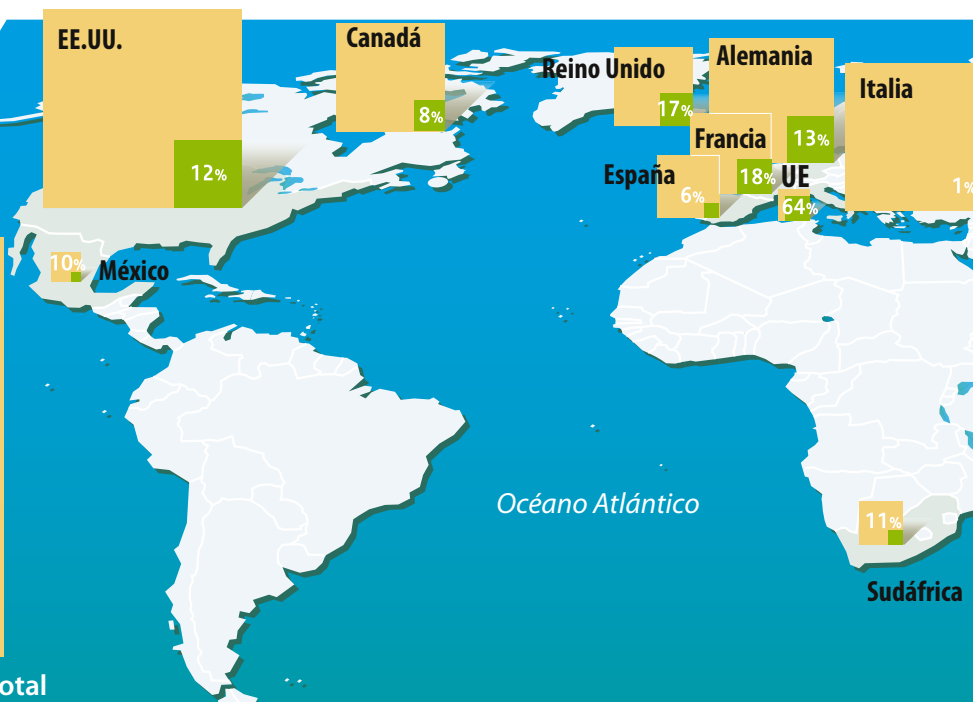 EE.UU.
12%
Canadá
8%
Reino Unido
17%
Alemania
13%
Italia
1%
Francia
18%
España
6%
UE
64%
10%
México
Océano Atlántico
11%
Sudáfrica
otal